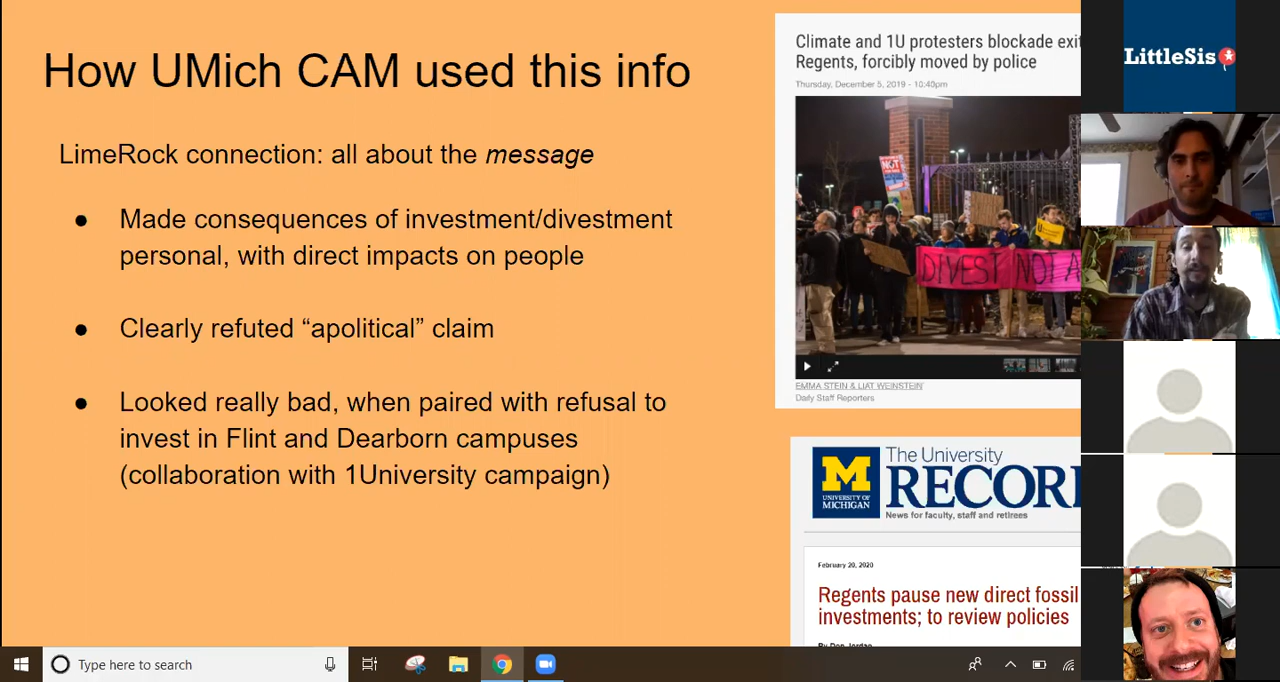 How UMich CAM used this info
LimeRock connection: all about the message
● Made consequences of investment/divestment
personal, with direct impacts on people
● Clearly refuted “apolitical” claim
● Looked really bad, when paired with refusal to
invest in Flint and Dearborn campuses
(collaboration with 1University campaign)
Climate and 1U protesters blockade exit
Regents, forcibly moved by police
Thursday, December 5, 2019 - 10:40pm
DIVEST NOT A
EMMA STEIN & LIAT WEINSTEIN
Daily Staff Reporters
M
UNIVERSITY OF
MICHIGAN
The University
RECOR
News for faculty, staff and retirees
February 20, 2020
Regents pause new direct fossil
investments; to review policies
By Don Jordan
LittleSis
Type here to search